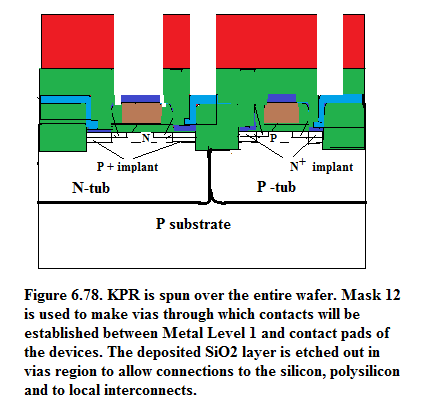 N
P
P + implant
N+ implant
N-tub
P -tub
P substrate
Figure 6.78. KPR is spun over the entire wafer. Mask 12
is used to make vias through which contacts will be
established between Metal Level 1 and contact pads of
the devices. The deposited SiO2 layer is etched out in
vias region to allow connections to the silicon, polysilicon
and to local interconnects.